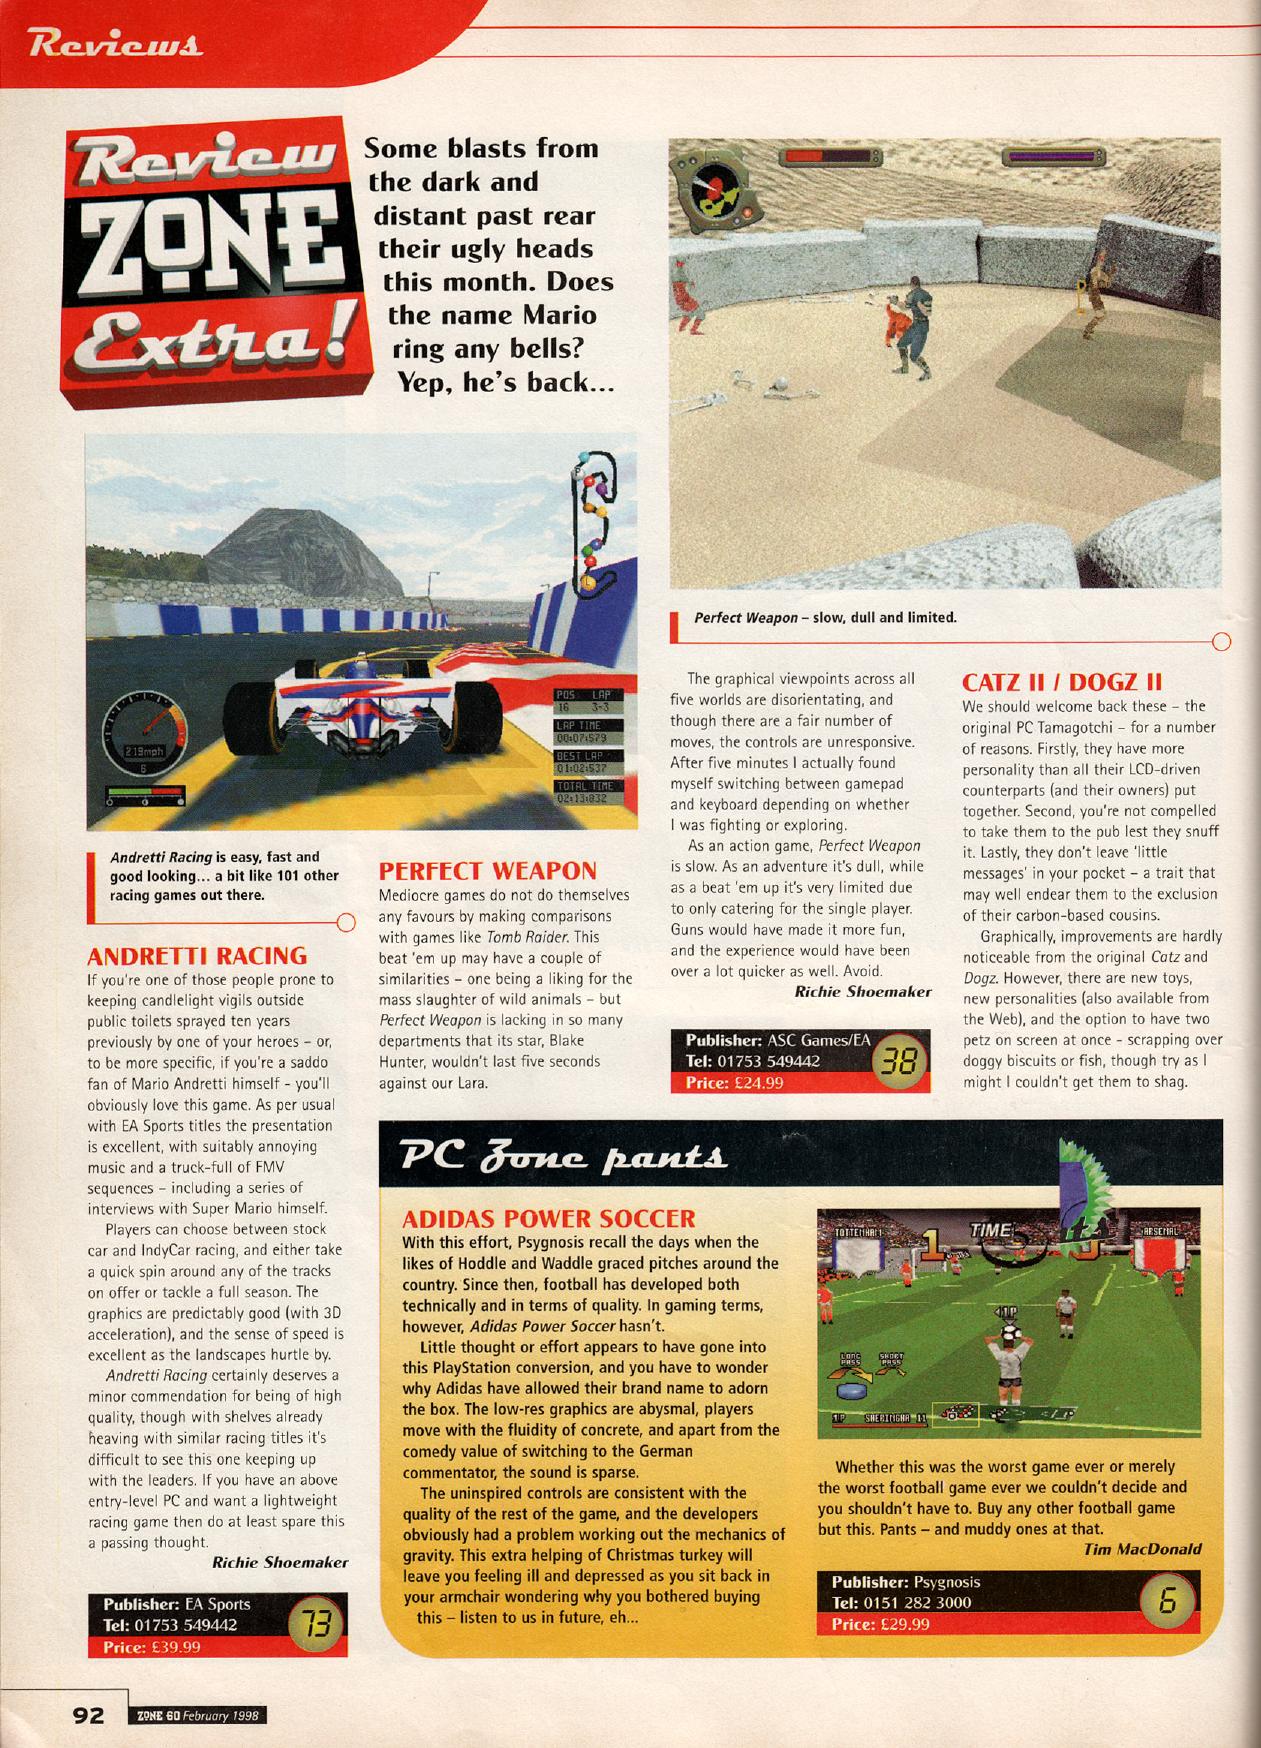 Reviews
Review
ZONE
Extra!
Some blasts from
the dark and
distant past rear
their ugly heads
this month. Does
the name Mario
ring any bells?
Yep, he's back...
P
L
219mph
6
POS LAP
16 3-3
LAP TIME
00:07:579
BEST LAP
01:02:537
TOTAL TIME
02:13:832
Andretti Racing is easy, fast and
good looking... a bit like 101 other
racing games out there.
ANDRETTI RACING
If you're one of those people prone to
keeping candlelight vigils outside
public toilets sprayed ten years
previously by one of your heroes – or,
to be more specific, if you're a saddo
fan of Mario Andretti himself - you'll
obviously love this game. As per usual
with EA Sports titles the presentation
is excellent, with suitably annoying
music and a truck-full of FMV
sequences – including a series of
interviews with Super Mario himself.
Players can choose between stock
car and IndyCar racing, and either take
a quick spin around any of the tracks
on offer or tackle a full season. The
graphics are predictably good (with 3D
acceleration), and the sense of speed is
excellent as the landscapes hurtle by.
Andretti Racing certainly deserves a
minor commendation for being of high
quality, though with shelves already
heaving with similar racing titles it's
difficult to see this one keeping up
with the leaders. If you have an above
entry-level PC and want a lightweight
racing game then do at least spare this
a passing thought.
Richie Shoemaker
Publisher: EA Sports
Tel: 01753 549442
Price: £39.99
73
PERFECT WEAPON
Mediocre games do not do themselves
any favours by making comparisons
with games like Tomb Raider. This
beat 'em up may have a couple of
similarities – one being a liking for the
mass slaughter of wild animals – but
Perfect Weapon is lacking in so many
departments that its star, Blake
Hunter, wouldn't last five seconds
against our Lara.
Perfect Weapon – slow, dull and limited.
The graphical viewpoints across all
five worlds are disorientating, and
though there are a fair number of
moves, the controls are unresponsive.
After five minutes I actually found
myself switching between gamepad
and keyboard depending on whether
I was fighting or exploring.
As an action game, Perfect Weapon
is slow. As an adventure it's dull, while
as a beat 'em up it's very limited due
to only catering for the single player.
Guns would have made it more fun,
and the experience would have been
over a lot quicker as well. Avoid.
Richie Shoemaker
Publisher: ASC Games/EA
Tel: 01753 549442
Price: £24.99
38
CATZ II / DOGZ II
We should welcome back these – the
original PC Tamagotchi – for a number
of reasons. Firstly, they have more
personality than all their LCD-driven
counterparts (and their owners) put
together. Second, you're not compelled
to take them to the pub lest they snuff
it. Lastly, they don't leave 'little
messages' in your pocket – a trait that
may well endear them to the exclusion
of their carbon-based cousins.
Graphically, improvements are hardly
noticeable from the original Catz and
Dogz. However, there are new toys,
new personalities (also available from
the Web), and the option to have two
petz on screen at once - scrapping over
doggy biscuits or fish, though try as I
might I couldn't get them to shag.
PC Zone pants
ADIDAS POWER SOCCER
With this effort, Psygnosis recall the days when the
likes of Hoddle and Waddle graced pitches around the
country. Since then, football has developed both
technically and in terms of quality. In gaming terms,
however, Adidas Power Soccer hasn't.
Little thought or effort appears to have gone into
this PlayStation conversion, and you have to wonder
why Adidas have allowed their brand name to adorn
the box. The low-res graphics are abysmal, players
move with the fluidity of concrete, and apart from the
comedy value of switching to the German
commentator, the sound is sparse.
The uninspired controls are consistent with the
quality of the rest of the game, and the developers
obviously had a problem working out the mechanics of
gravity. This extra helping of Christmas turkey will
leave you feeling ill and depressed as you sit back in
your armchair wondering why you bothered buying
this – listen to us in future, eh...
TOTTENHALL 1 TIME ARSENAL
1P
LONG PASS SHORT PASS
1P SHERINGHA 11
Whether this was the worst game ever or merely
the worst football game ever we couldn't decide and
you shouldn't have to. Buy any other football game
but this. Pants – and muddy ones at that.
Tim MacDonald
Publisher: Psygnosis
Tel: 0151 282 3000
Price: £29.99
6
92 ZONE 60 February 1998